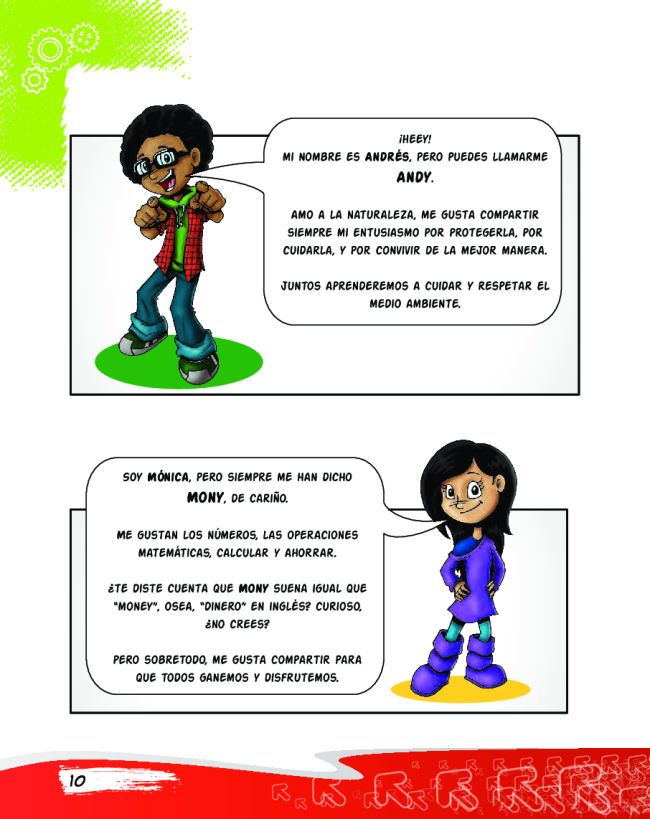 ¡HEEY!
MI NOMBRE ES ANDRÉS, PERO PUEDES LLAMARME
ANDY.
AMO A LA NATURALEZA, ME GUSTA COMPARTIR
SIEMPRE MI ENTUSIASMO POR PROTEGERLA, POR
CUIDARLA, Y POR CONVIVIR DE LA MEJOR MANERA.
JUNTOS APRENDEREMOS A CUIDAR Y RESPETAR EL
MEDIO AMBIENTE.
SOY MÓNICA, PERO SIEMPRE ME HAN DICHO
MONY, DE CARIÑO.
ME GUSTAN LOS NÚMEROS, LAS OPERACIONES
MATEMÁTICAS, CALCULAR Y AHORRAR.
¿TE DISTE CUENTA QUE MONY SUENA IGUAL QUE
"MONEY", OSEA, "DINERO" EN INGLÉS? CURIOSO,
¿NO CREES?
PERO SOBRETODO, ME GUSTA COMPARTIR PARA
QUE TODOS GANEMOS Y DISFRUTEMOS.
10